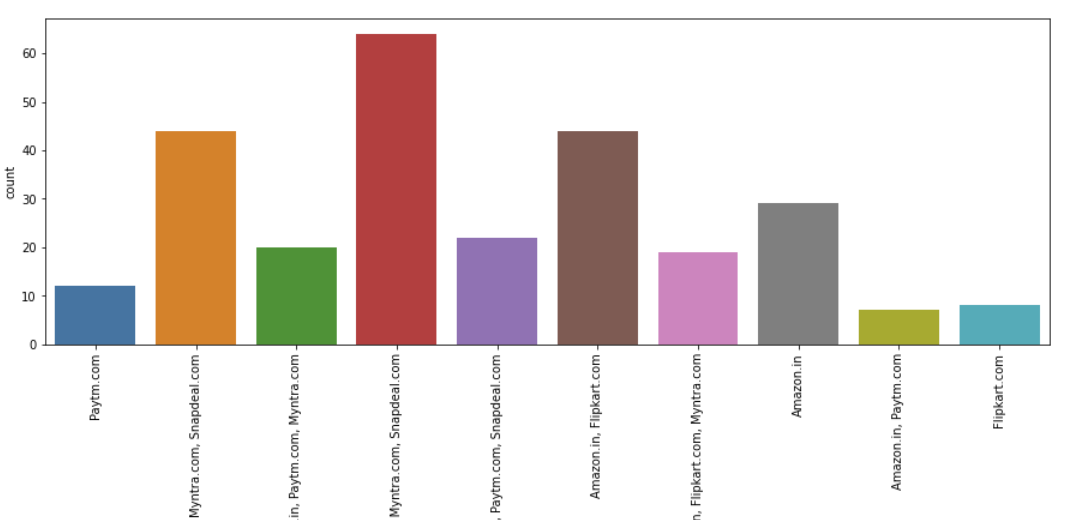 60
50
40
30
20
10
0
count
Paytm.com
Myntra.com, Snapdeal.com
.in, Paytm.com, Myntra.com
Myntra.com, Snapdeal.com
, Paytm.com, Snapdeal.com
Amazon.in, Flipkart.com
n, Flipkart.com, Myntra.com
Amazon.in
Amazon.in, Paytm.com
Flipkart.com